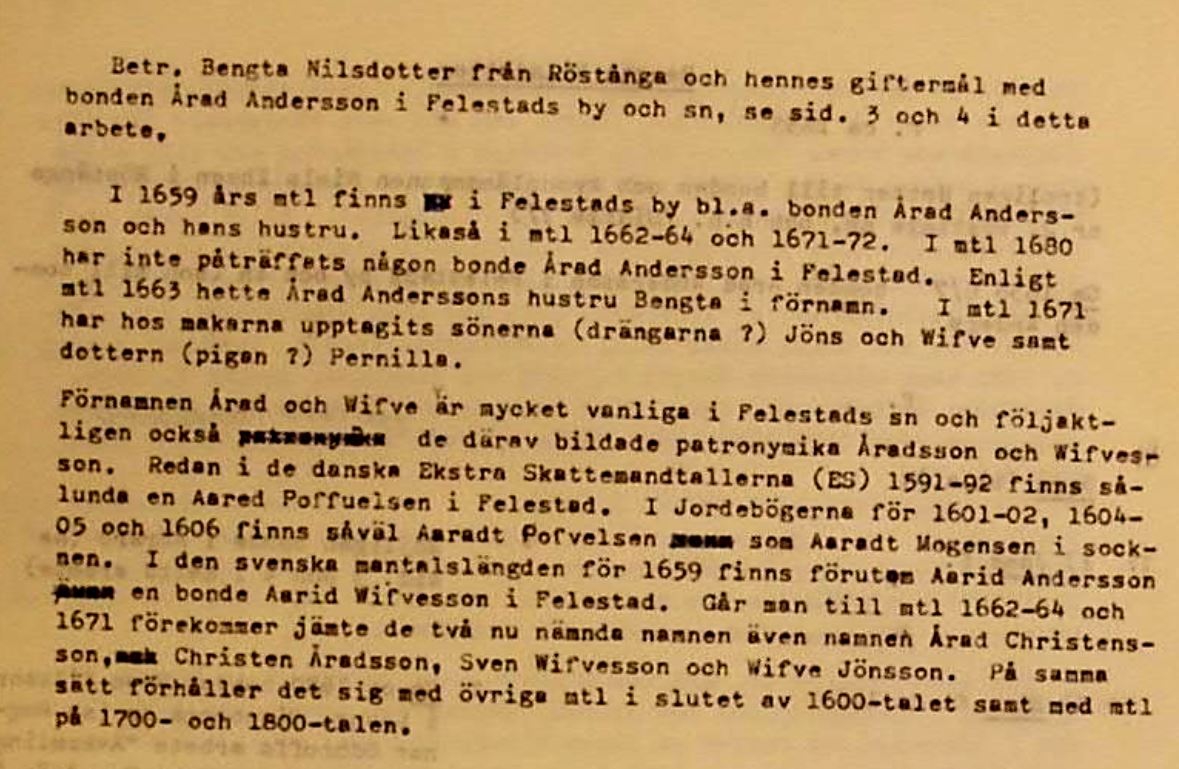 Betr. Bengta Nilsdotter från Röstånga och hennes giftermål med
bonden Årad Andersson i Felestads by och sn, se sid. 3 och 4 i detta
arbete,
I 1659 års mtl finns i Felestads by bl.a. bonden Årad Anders-
son och hans hustru. Likaså i mtl 1662-64 och 1671-72. I mtl 1680
har inte påträffats någon bonde Årad Andersson i Felestad. Enligt
mtl 1663 hette Årad Anderssons hustru Bengta i förnamn. I mtl 1671
har hos makarna upptagits sönerna (drängarna ?) Jöns och Wifve samt
dottern (pigan ?) Pernilla.
Förnamnen Årad och Wifve är mycket vanliga i Felestads sn och följakt-
ligen också de därav bildade patronymika Åradsson och Wifves-
son. Redan i de danska Ekstra Skattemandtallerna (ES) 1591-92 finns så-
lunda en Aared Poffuelsen i Felestad. I Jordebögerna för 1601-02, 1604-
05 och 1606 finns såväl Aaradt Pofvelsen som Aaradt Mogensen i sock-
nen. I den svenska mantalslängden för 1659 finns förutom Aarid Andersson
en bonde Aarid Wifvesson i Felestad. Går man till mtl 1662-64 och
1671 förekommer jämte de två nu nämnda namnen även namnen Årad Christens-
son, Christen Åradsson, Sven Wifvesson och Wifve Jönsson. På samma
sätt förhåller det sig med övriga mtl i slutet av 1600-talet samt med mtl
på 1700- och 1800-talen.